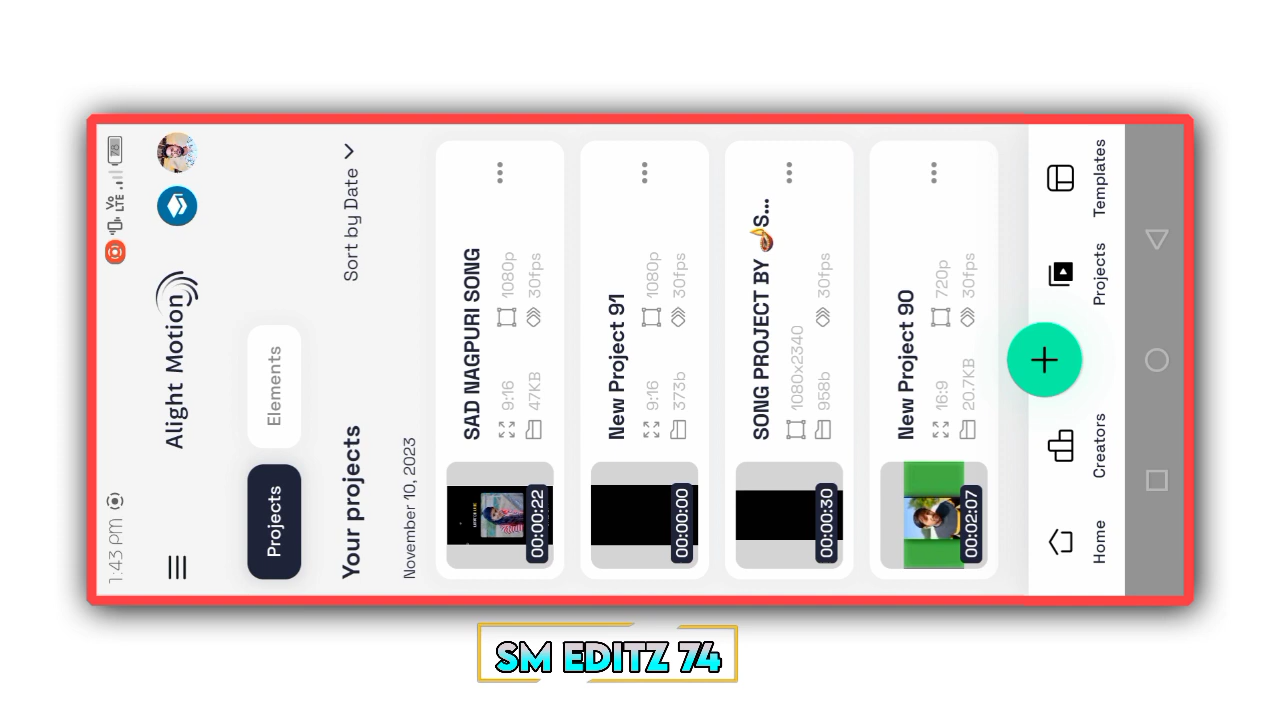 1:43 pm
Vo
LTE
78
Alight Motion
Projects
Elements
Your projects
Sort by Date
November 10, 2023
SAD NAGPURI SONG
9:16
1080p
47KB
30fps
00:00:22
New Project 91
9:16
1080p
373b
30fps
00:00:00
SONG PROJECT BY 🪔S...
1080x2340
958b
30fps
00:00:30
New Project 90
16:9
720p
20.7KB
30fps
00:02:07
Home
Creators
Projects
Templates
SM EDITZ 74